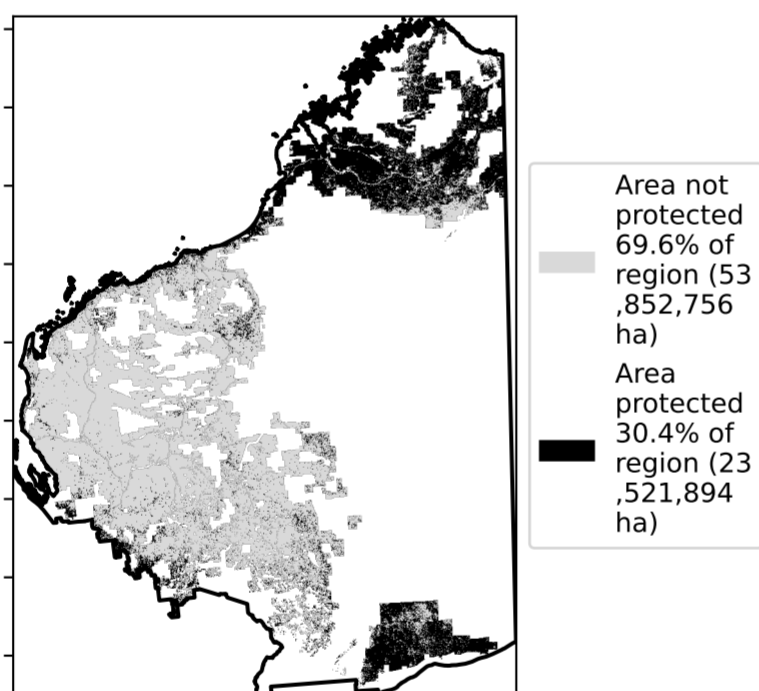 Area not
protected
69.6% of
region (53
,852,756
ha)
Area
protected
30.4% of
region (23
,521,894
ha)